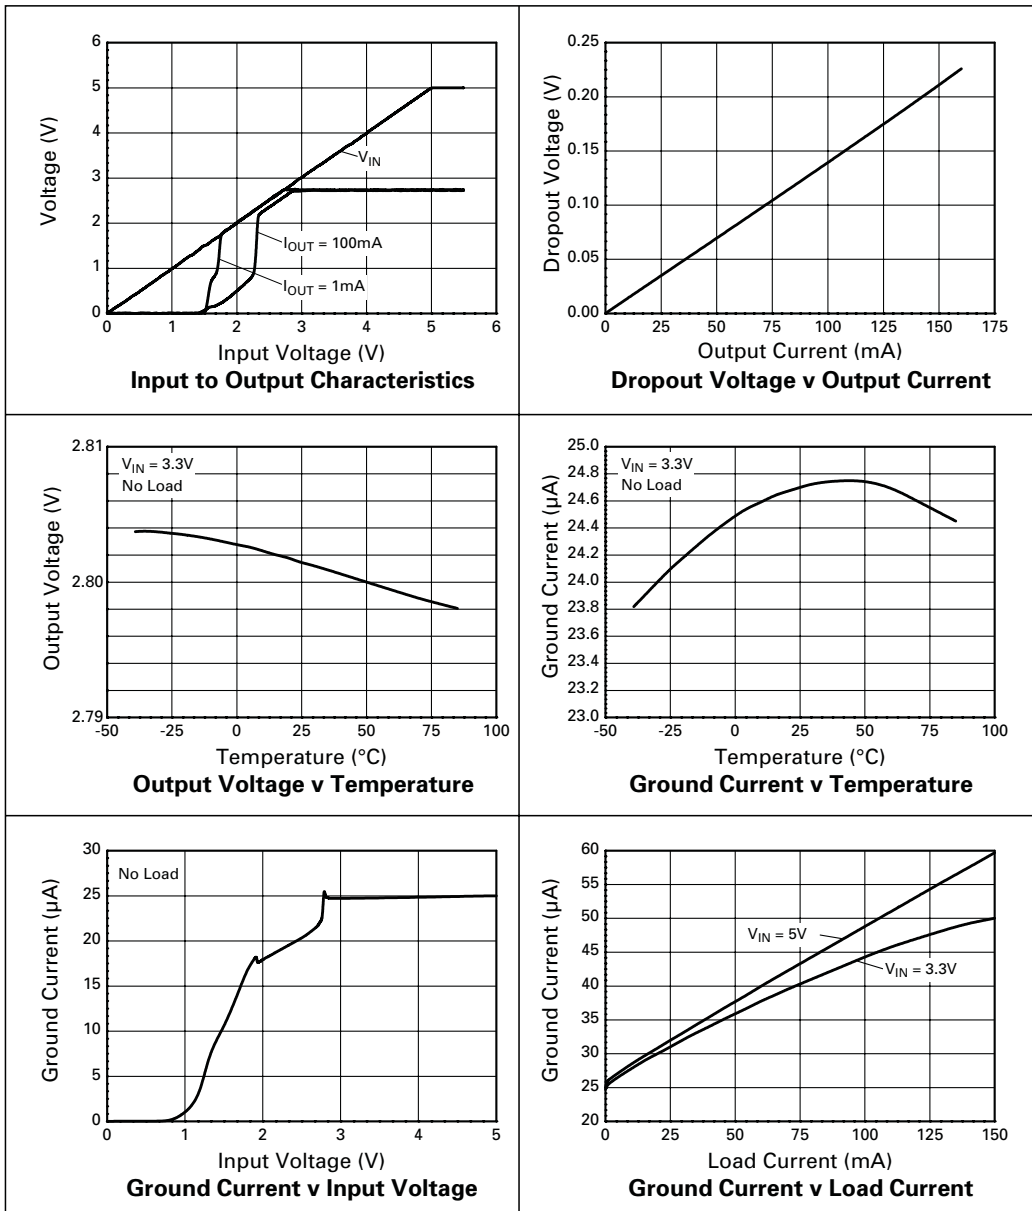 6
5
4
3
2
1
0
Voltage (V)
V_IN
I_OUT = 100mA
I_OUT = 1mA
0 1 2 3 4 5 6
Input Voltage (V)
Input to Output Characteristics
0.25
0.20
0.15
0.10
0.05
0.00
Dropout Voltage (V)
0 25 50 75 100 125 150 175
Output Current (mA)
Dropout Voltage v Output Current
2.81
2.80
2.79
Output Voltage (V)
V_IN = 3.3V
No Load
-50 -25 0 25 50 75 100
Temperature (°C)
Output Voltage v Temperature
25.0
24.8
24.6
24.4
24.2
24.0
23.8
23.6
23.4
23.2
23.0
Ground Current (µA)
V_IN = 3.3V
No Load
-50 -25 0 25 50 75 100
Temperature (°C)
Ground Current v Temperature
30
25
20
15
10
5
0
Ground Current (µA)
No Load
0 1 2 3 4 5
Input Voltage (V)
Ground Current v Input Voltage
60
55
50
45
40
35
30
25
20
Ground Current (µA)
V_IN = 5V
V_IN = 3.3V
0 25 50 75 100 125 150
Load Current (mA)
Ground Current v Load Current